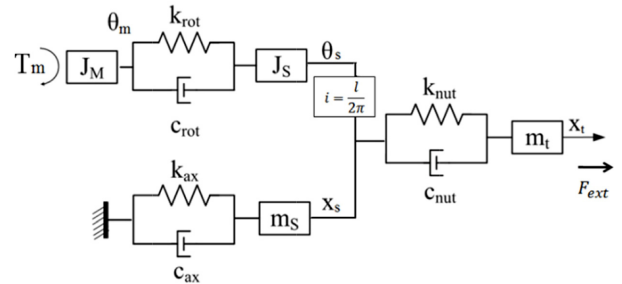 θm
krot
Tm
JM
JS
θs
i = l/2π
crot
knut
mt
xt
Fext
cnut
kax
mS
xs
cax